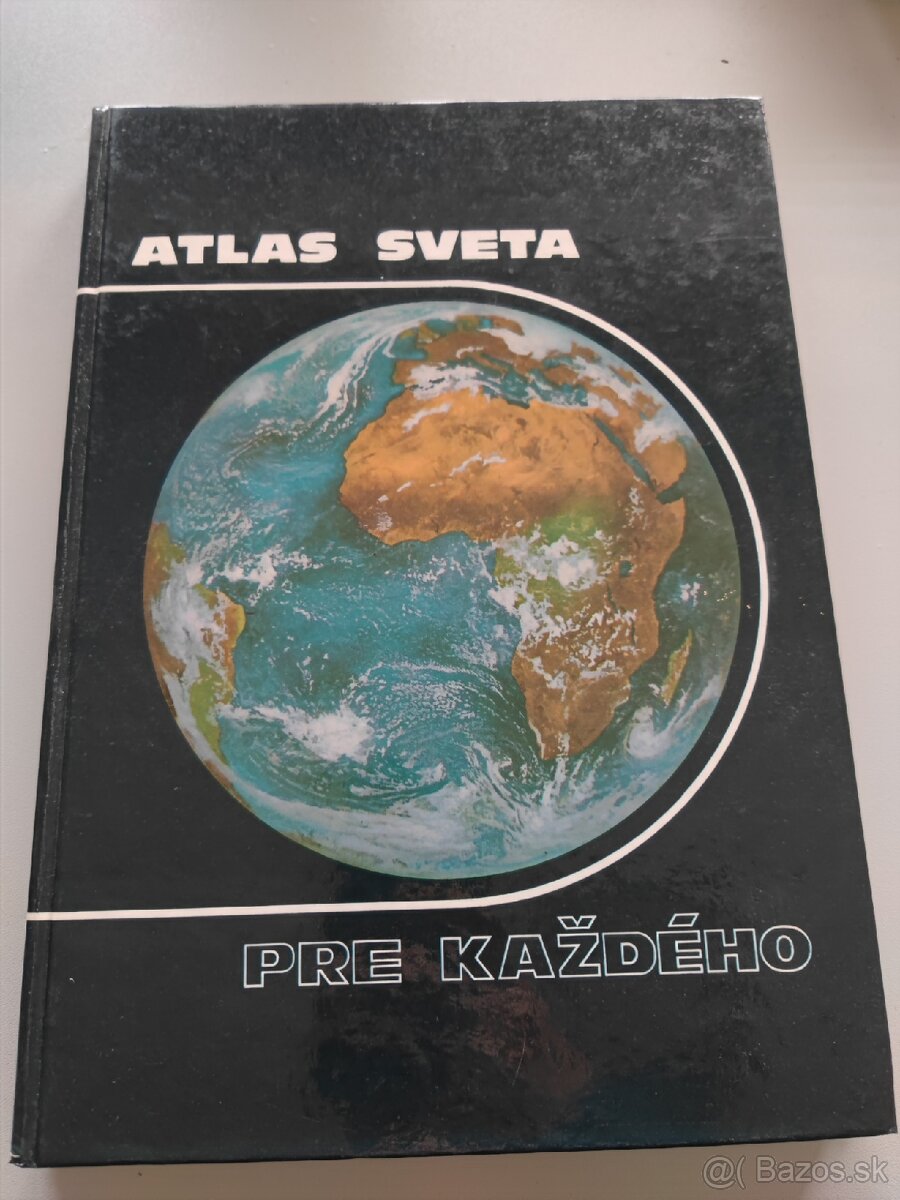 ATLAS SVETA
PRE KAŽDÉHO
@( Bazos.sk